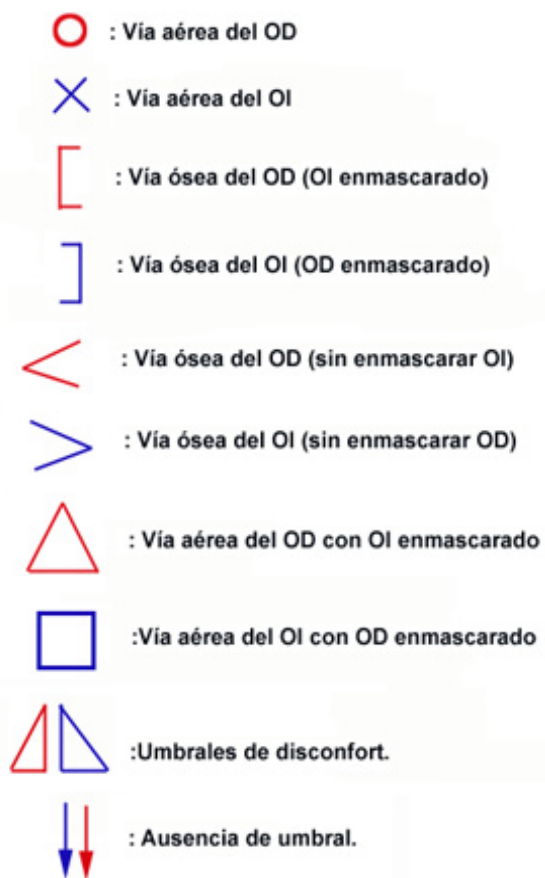 : Vía aérea del OD
: Vía aérea del OI
: Vía ósea del OD (OI enmascarado)
: Vía ósea del OI (OD enmascarado)
: Vía ósea del OD (sin enmascarar OI)
: Vía ósea del OI (sin enmascarar OD)
: Vía aérea del OD con OI enmascarado
:Vía aérea del OI con OD enmascarado
:Umbrales de disconfort.
: Ausencia de umbral.